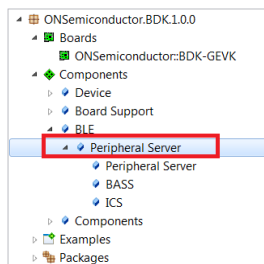 ONSemiconductor.BDK.1.0.0
Boards
ONSemiconductor::BDK-GEVK
Components
Device
Board Support
BLE
Peripheral Server
Peripheral Server
BASS
ICS
Components
Examples
Packages